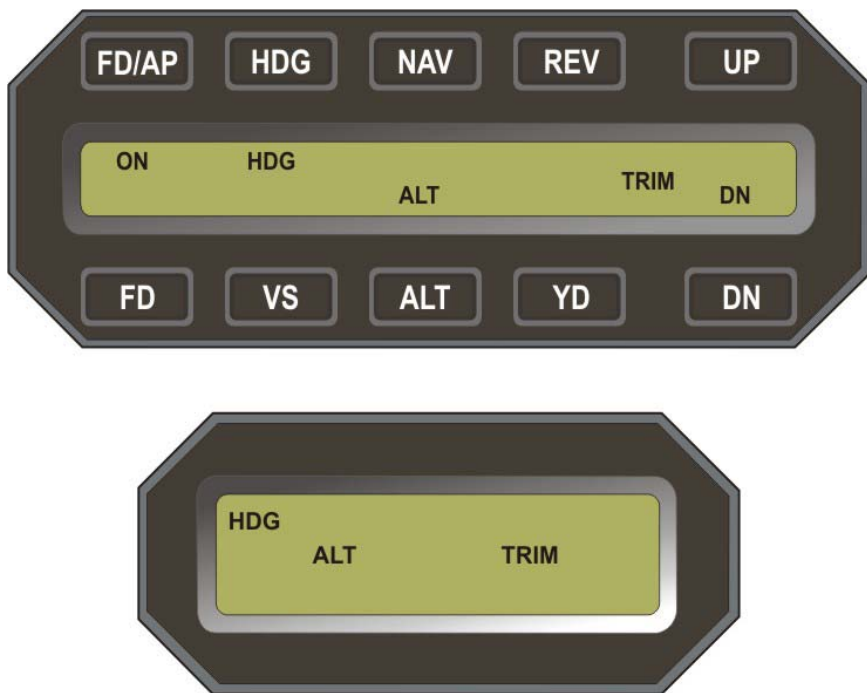 FD/AP HDG NAV REV UP
ON HDG
TRIM
ALT DN
FD VS ALT YD DN
HDG
ALT TRIM